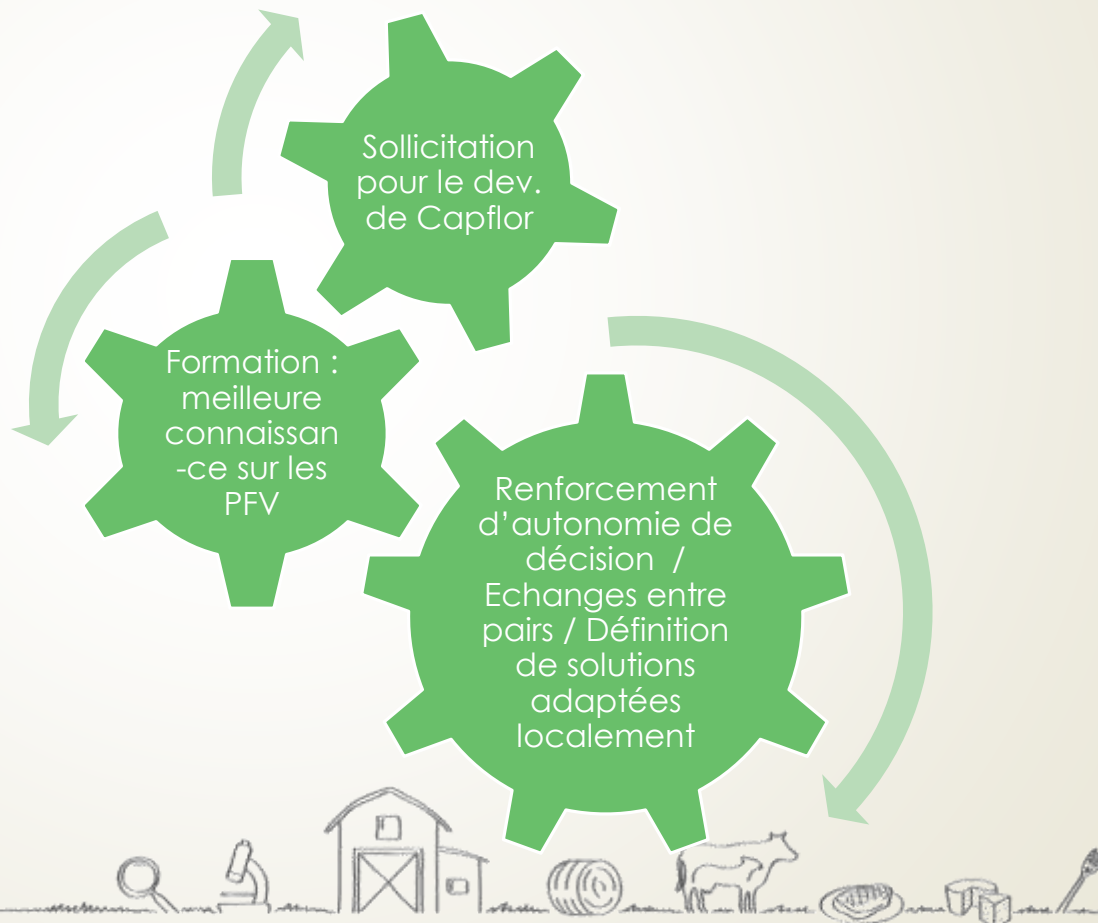 Sollicitation
pour le dev.
de Capflor
Formation :
meilleure
connaissan
-ce sur les
PFV
Renforcement
d’autonomie de
décision /
Echanges entre
pairs / Définition
de solutions
adaptées
localement